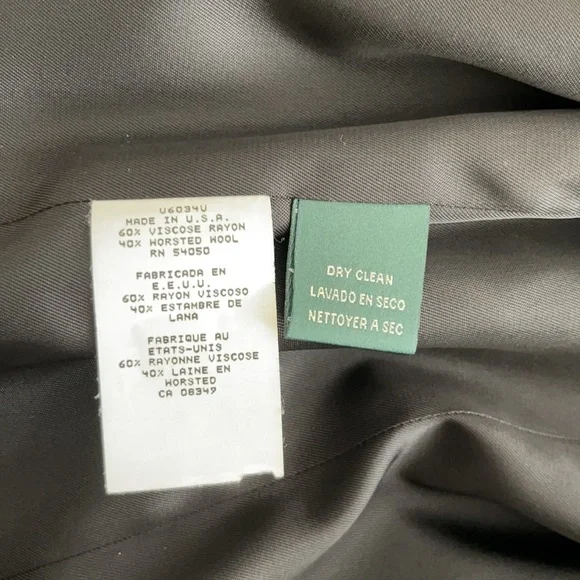 V6034V
MADE IN U.S.A.
60% VISCOSE RAYON
40% WORSTED WOOL
RN 54050
FABRICADA EN
E.E.U.U.
60% RAYON VISCOSO
40% ESTAMBRE DE
LANA
FABRIQUE AU
ETATS-UNIS
60% RAYONNE VISCOSE
40% LAINE EN
WORSTED
CA 08349
DRY CLEAN
LAVADO EN SECO
NETTOYER A SEC